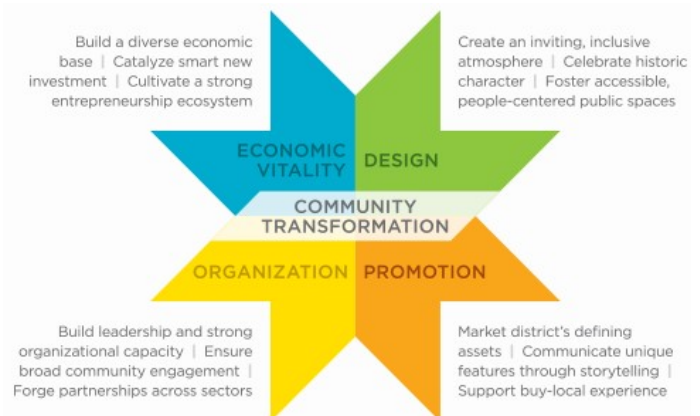 Build a diverse economic
base | Catalyze smart new
investment | Cultivate a strong
entrepreneurship ecosystem
Create an inviting, inclusive
atmosphere | Celebrate historic
character | Foster accessible,
people-centered public spaces
ECONOMIC
VITALITY
DESIGN
COMMUNITY
TRANSFORMATION
ORGANIZATION
PROMOTION
Build leadership and strong
organizational capacity | Ensure
broad community engagement |
Forge partnerships across sectors
Market district's defining
assets | Communicate unique
features through storytelling |
Support buy-local experience